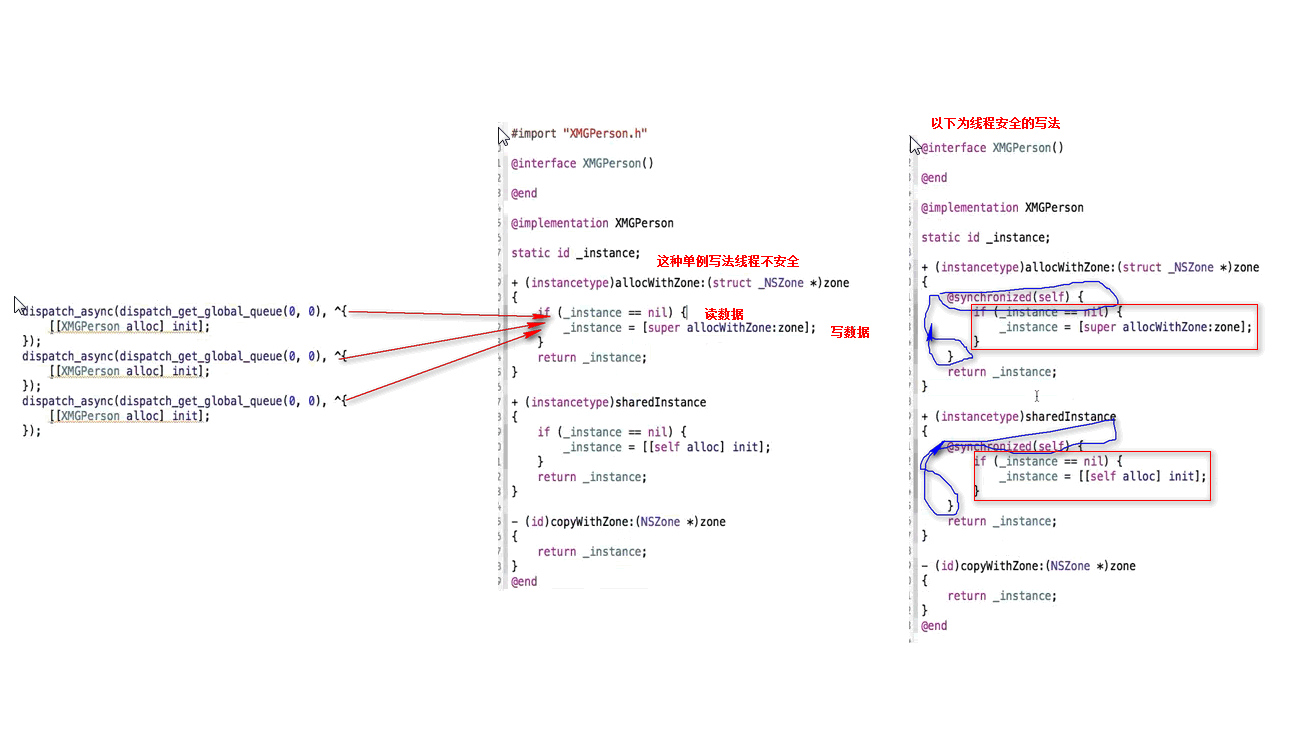 dispatch_async(dispatch_get_global_queue(0, 0), ^{
[[XMGPerson alloc] init];
});
dispatch_async(dispatch_get_global_queue(0, 0), ^{
[[XMGPerson alloc] init];
});
dispatch_async(dispatch_get_global_queue(0, 0), ^{
[[XMGPerson alloc] init];
});
#import "XMGPerson.h"
@interface XMGPerson()
@end
@implementation XMGPerson
static id _instance;
这种单例写法线程不安全
+ (instancetype)allocWithZone:(struct _NSZone *)zone
{
if (_instance == nil) {
读数据
_instance = [super allocWithZone:zone];
写数据
}
return _instance;
}
+ (instancetype)sharedInstance
{
if (_instance == nil) {
_instance = [[self alloc] init];
}
return _instance;
}
- (id)copyWithZone:(NSZone *)zone
{
return _instance;
}
@end
以下为线程安全的写法
@interface XMGPerson()
@end
@implementation XMGPerson
static id _instance;
+ (instancetype)allocWithZone:(struct _NSZone *)zone
{
@synchronized(self) {
if (_instance == nil) {
_instance = [super allocWithZone:zone];
}
}
return _instance;
}
+ (instancetype)sharedInstance
{
@synchronized(self) {
if (_instance == nil) {
_instance = [[self alloc] init];
}
}
return _instance;
}
- (id)copyWithZone:(NSZone *)zone
{
return _instance;
}
@end